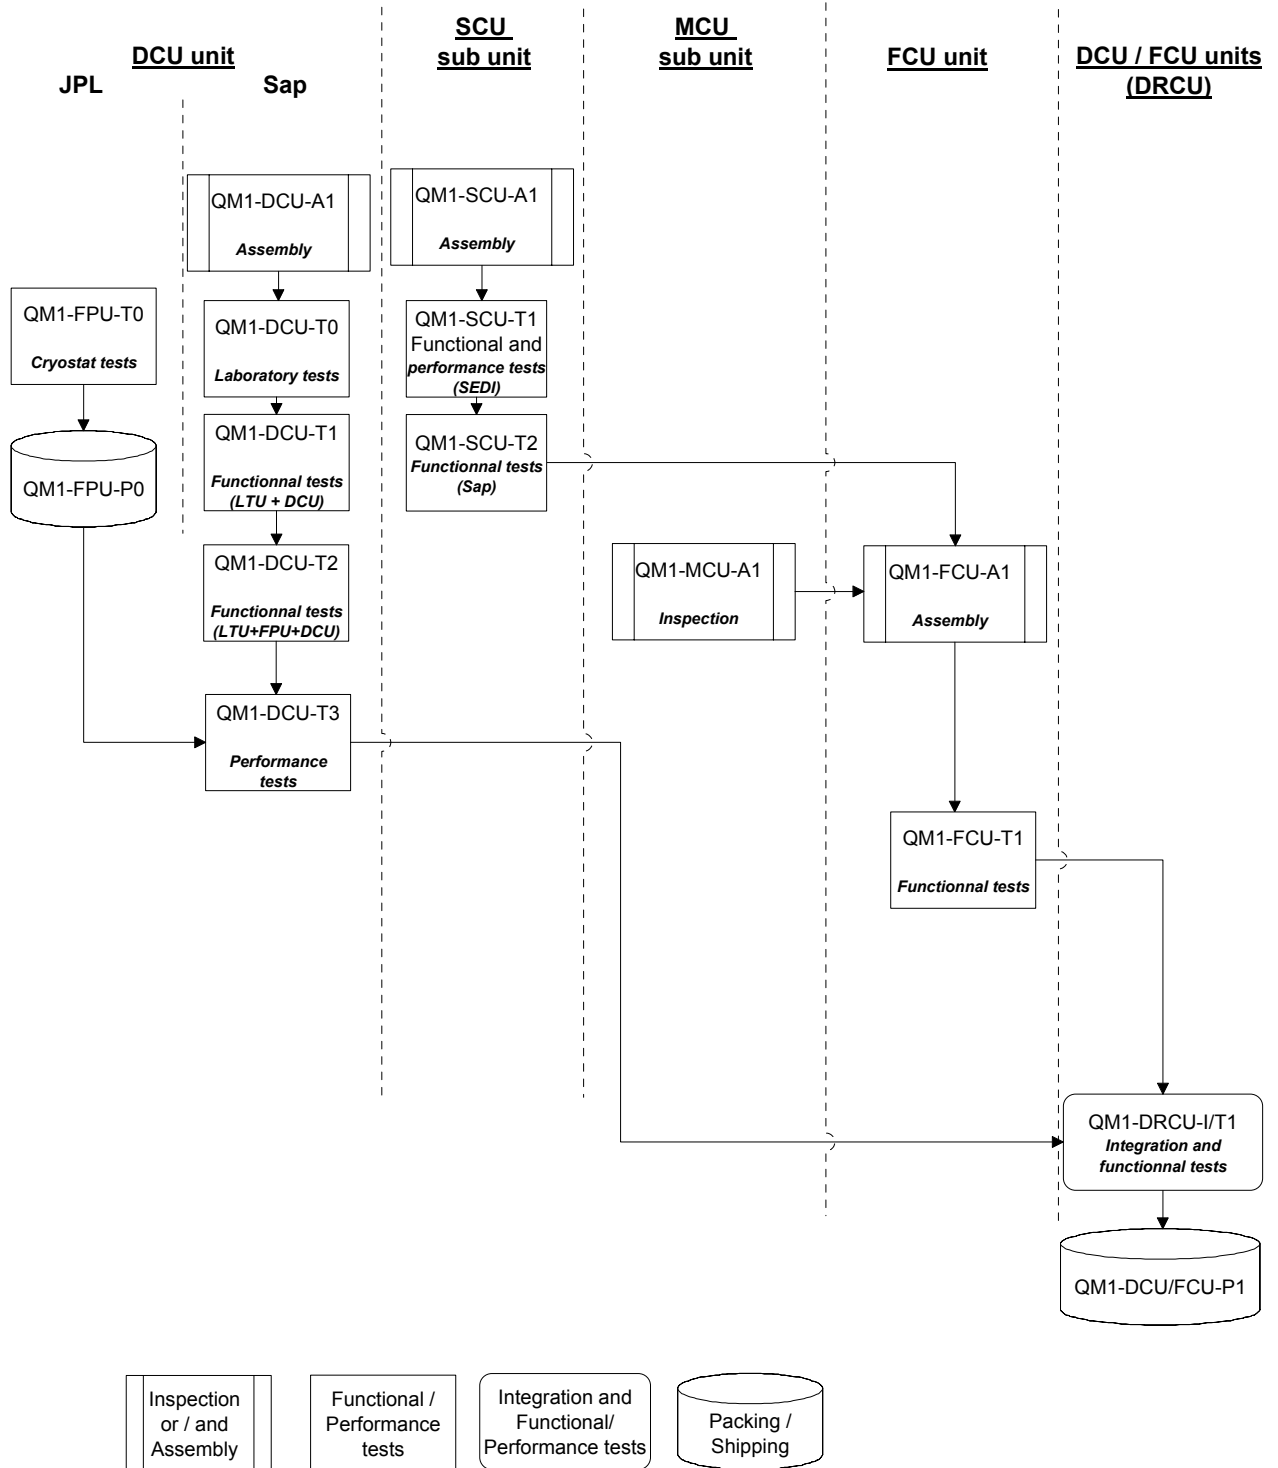 DCU unit
JPL
Sap
SCU
sub unit
MCU
sub unit
FCU unit
DCU / FCU units
(DRCU)
QM1-DCU-A1
Assembly
QM1-SCU-A1
Assembly
QM1-FPU-T0
Cryostat tests
QM1-DCU-T0
Laboratory tests
QM1-SCU-T1
Functional and
performance tests
(SEDI)
QM1-FPU-P0
QM1-DCU-T1
Functionnal tests
(LTU + DCU)
QM1-SCU-T2
Functionnal tests
(Sap)
QM1-DCU-T2
Functionnal tests
(LTU+FPU+DCU)
QM1-MCU-A1
Inspection
QM1-FCU-A1
Assembly
QM1-DCU-T3
Performance
tests
QM1-FCU-T1
Functionnal tests
QM1-DRCU-I/T1
Integration and
functionnal tests
QM1-DCU/FCU-P1
Inspection
or / and
Assembly
Functional /
Performance
tests
Integration and
Functional/
Performance tests
Packing /
Shipping